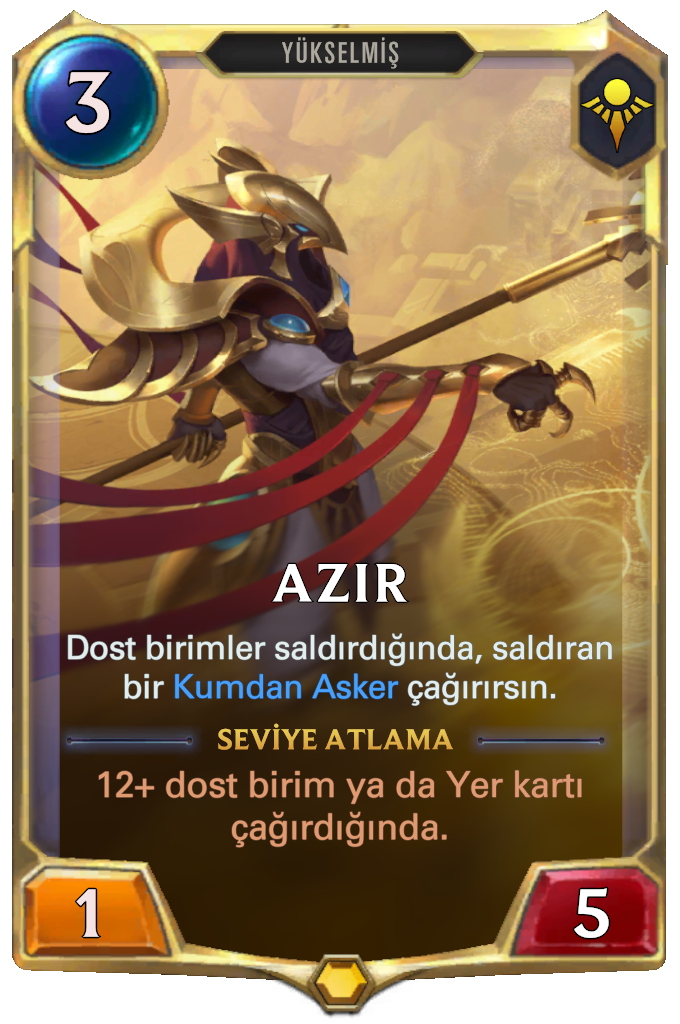 YÜKSELMİŞ
3
AZIR
Dost birimler saldırdığında, saldıran
bir Kumdan Asker çağırırsın.
SEVİYE ATLAMA
12+ dost birim ya da Yer kartı
çağırdığında.
1
5